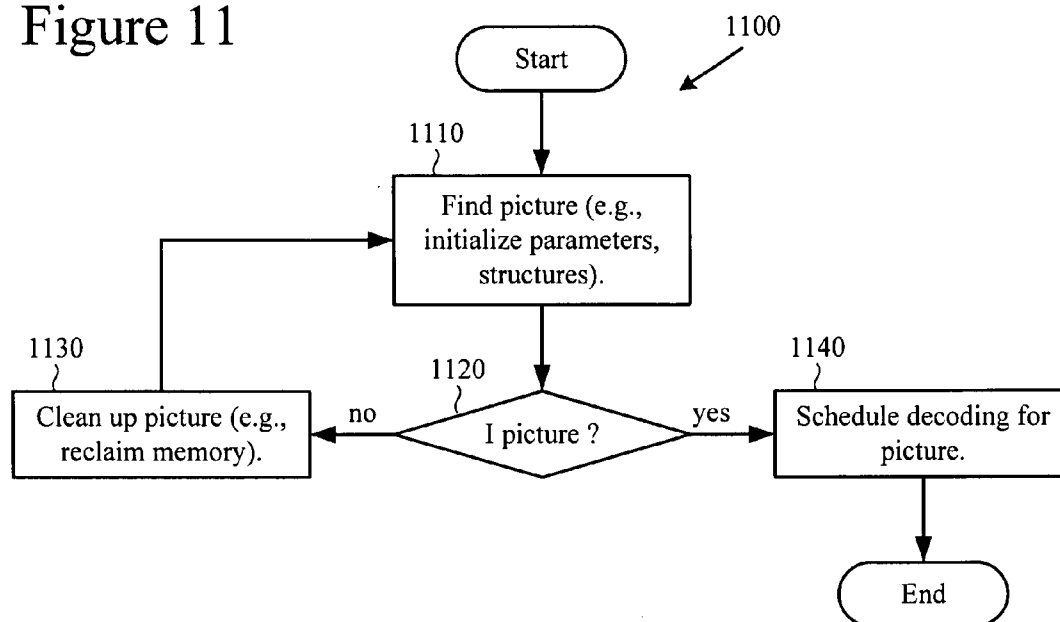 Figure 11
1100
Start
1110
Find picture (e.g.,
initialize parameters,
structures).
1130
1120
1140
Clean up picture (e.g.,
reclaim memory).
no
I picture ?
yes
Schedule decoding for
picture.
End